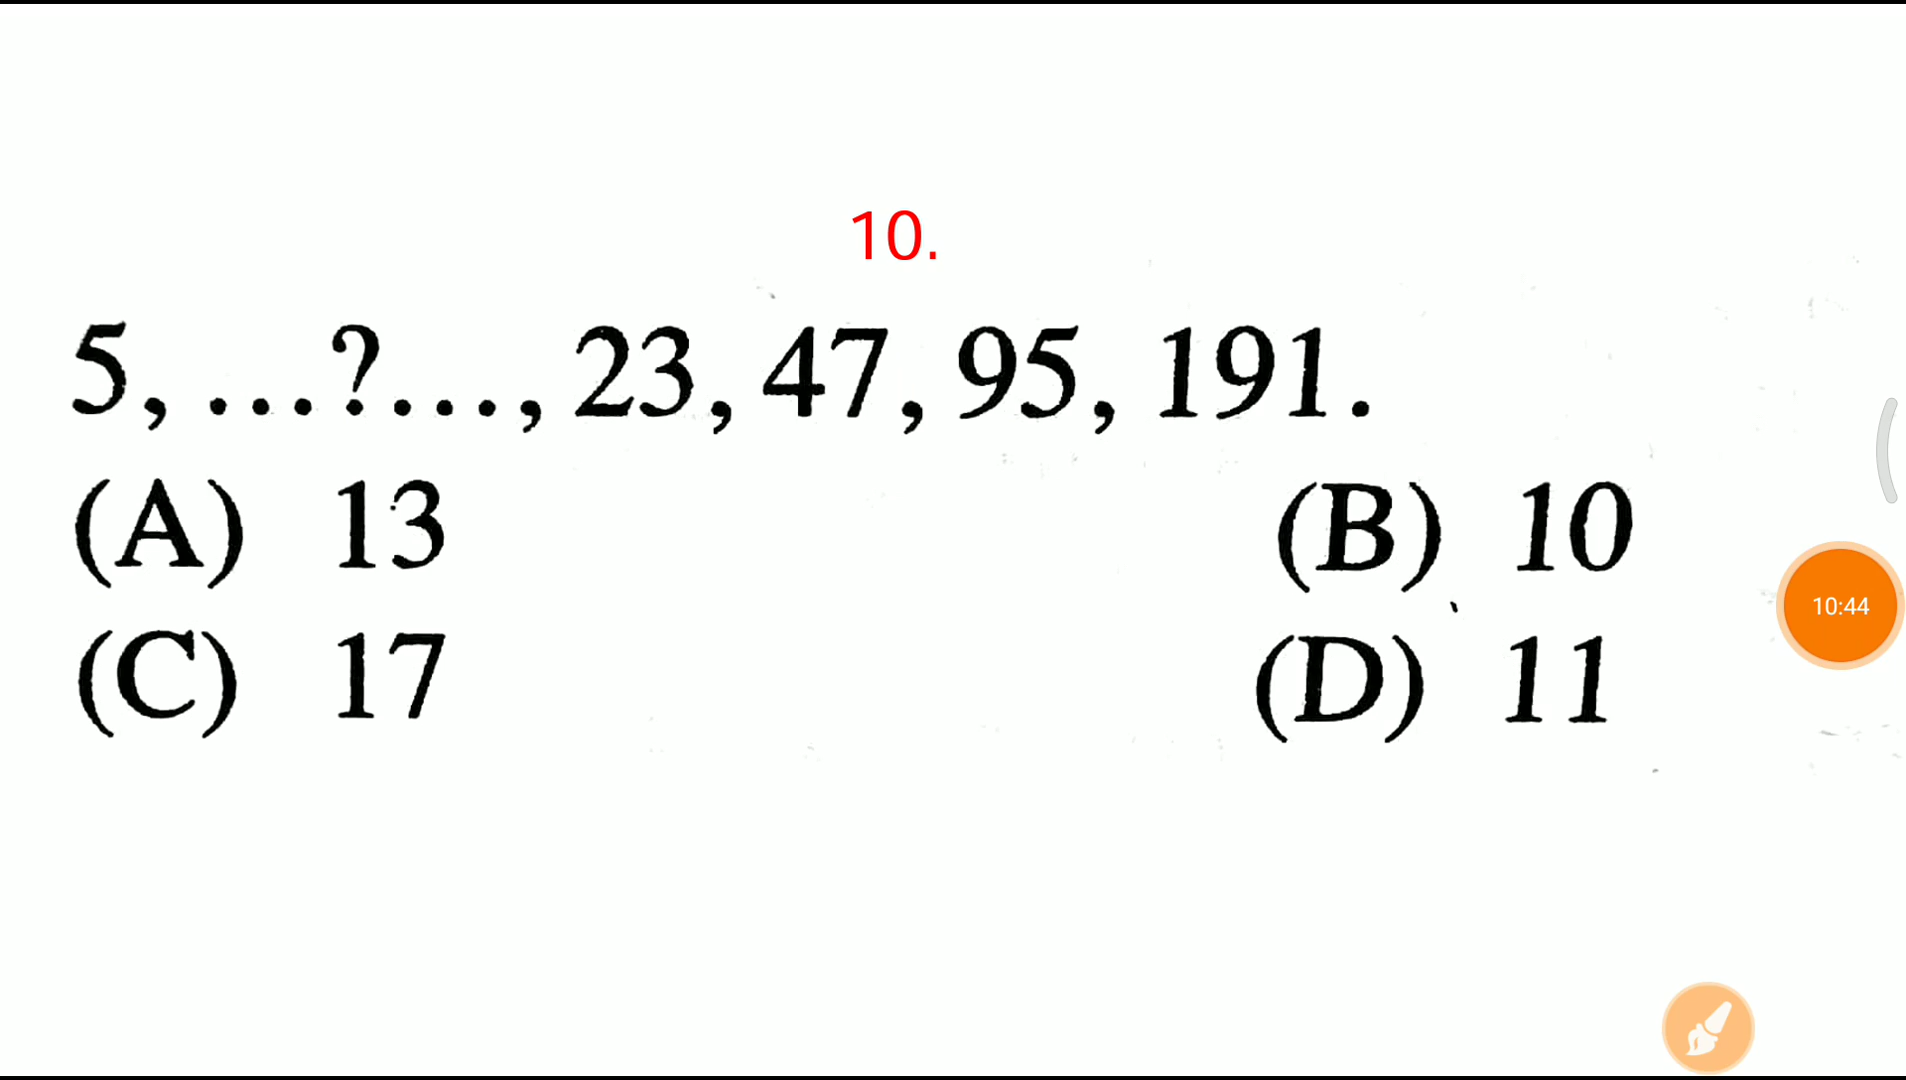 10.
5, ...?..., 23, 47, 95, 191.
(A) 13 (B) 10
(C) 17 (D) 11
10:44